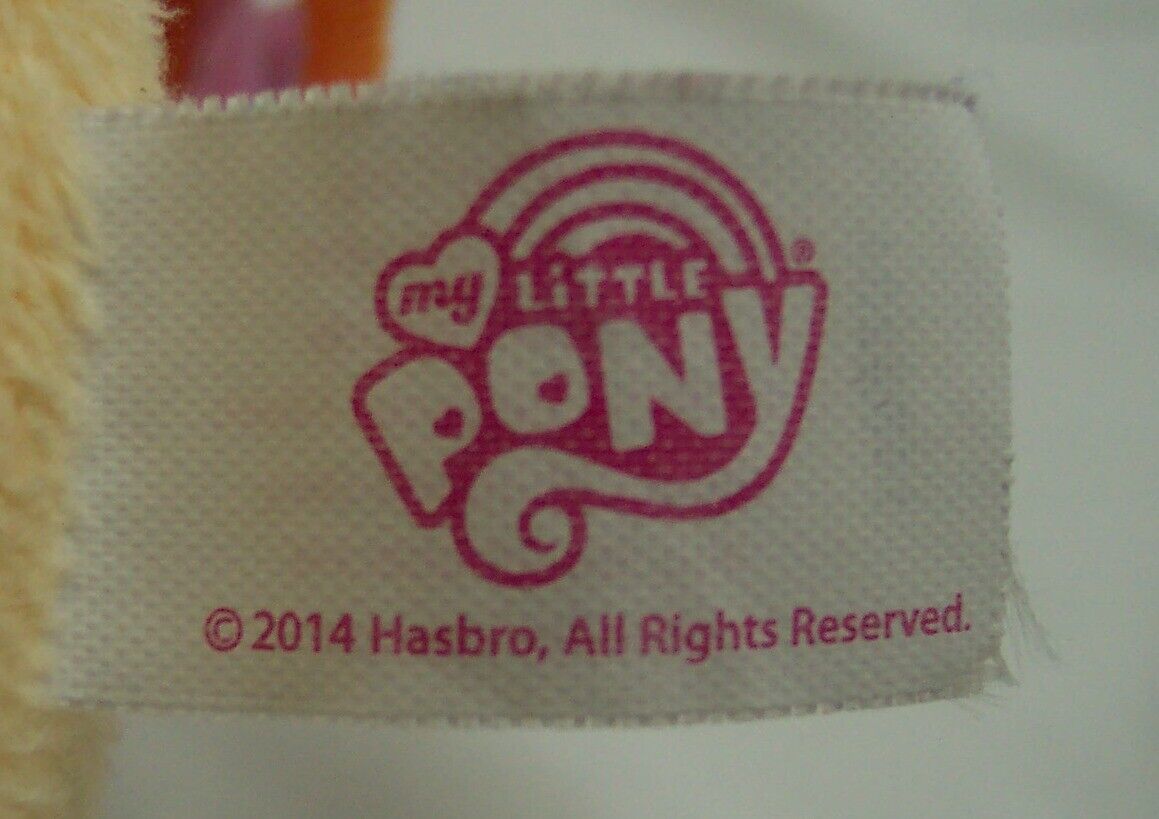 my LiTTLE ®
PONY
© 2014 Hasbro, All Rights Reserved.